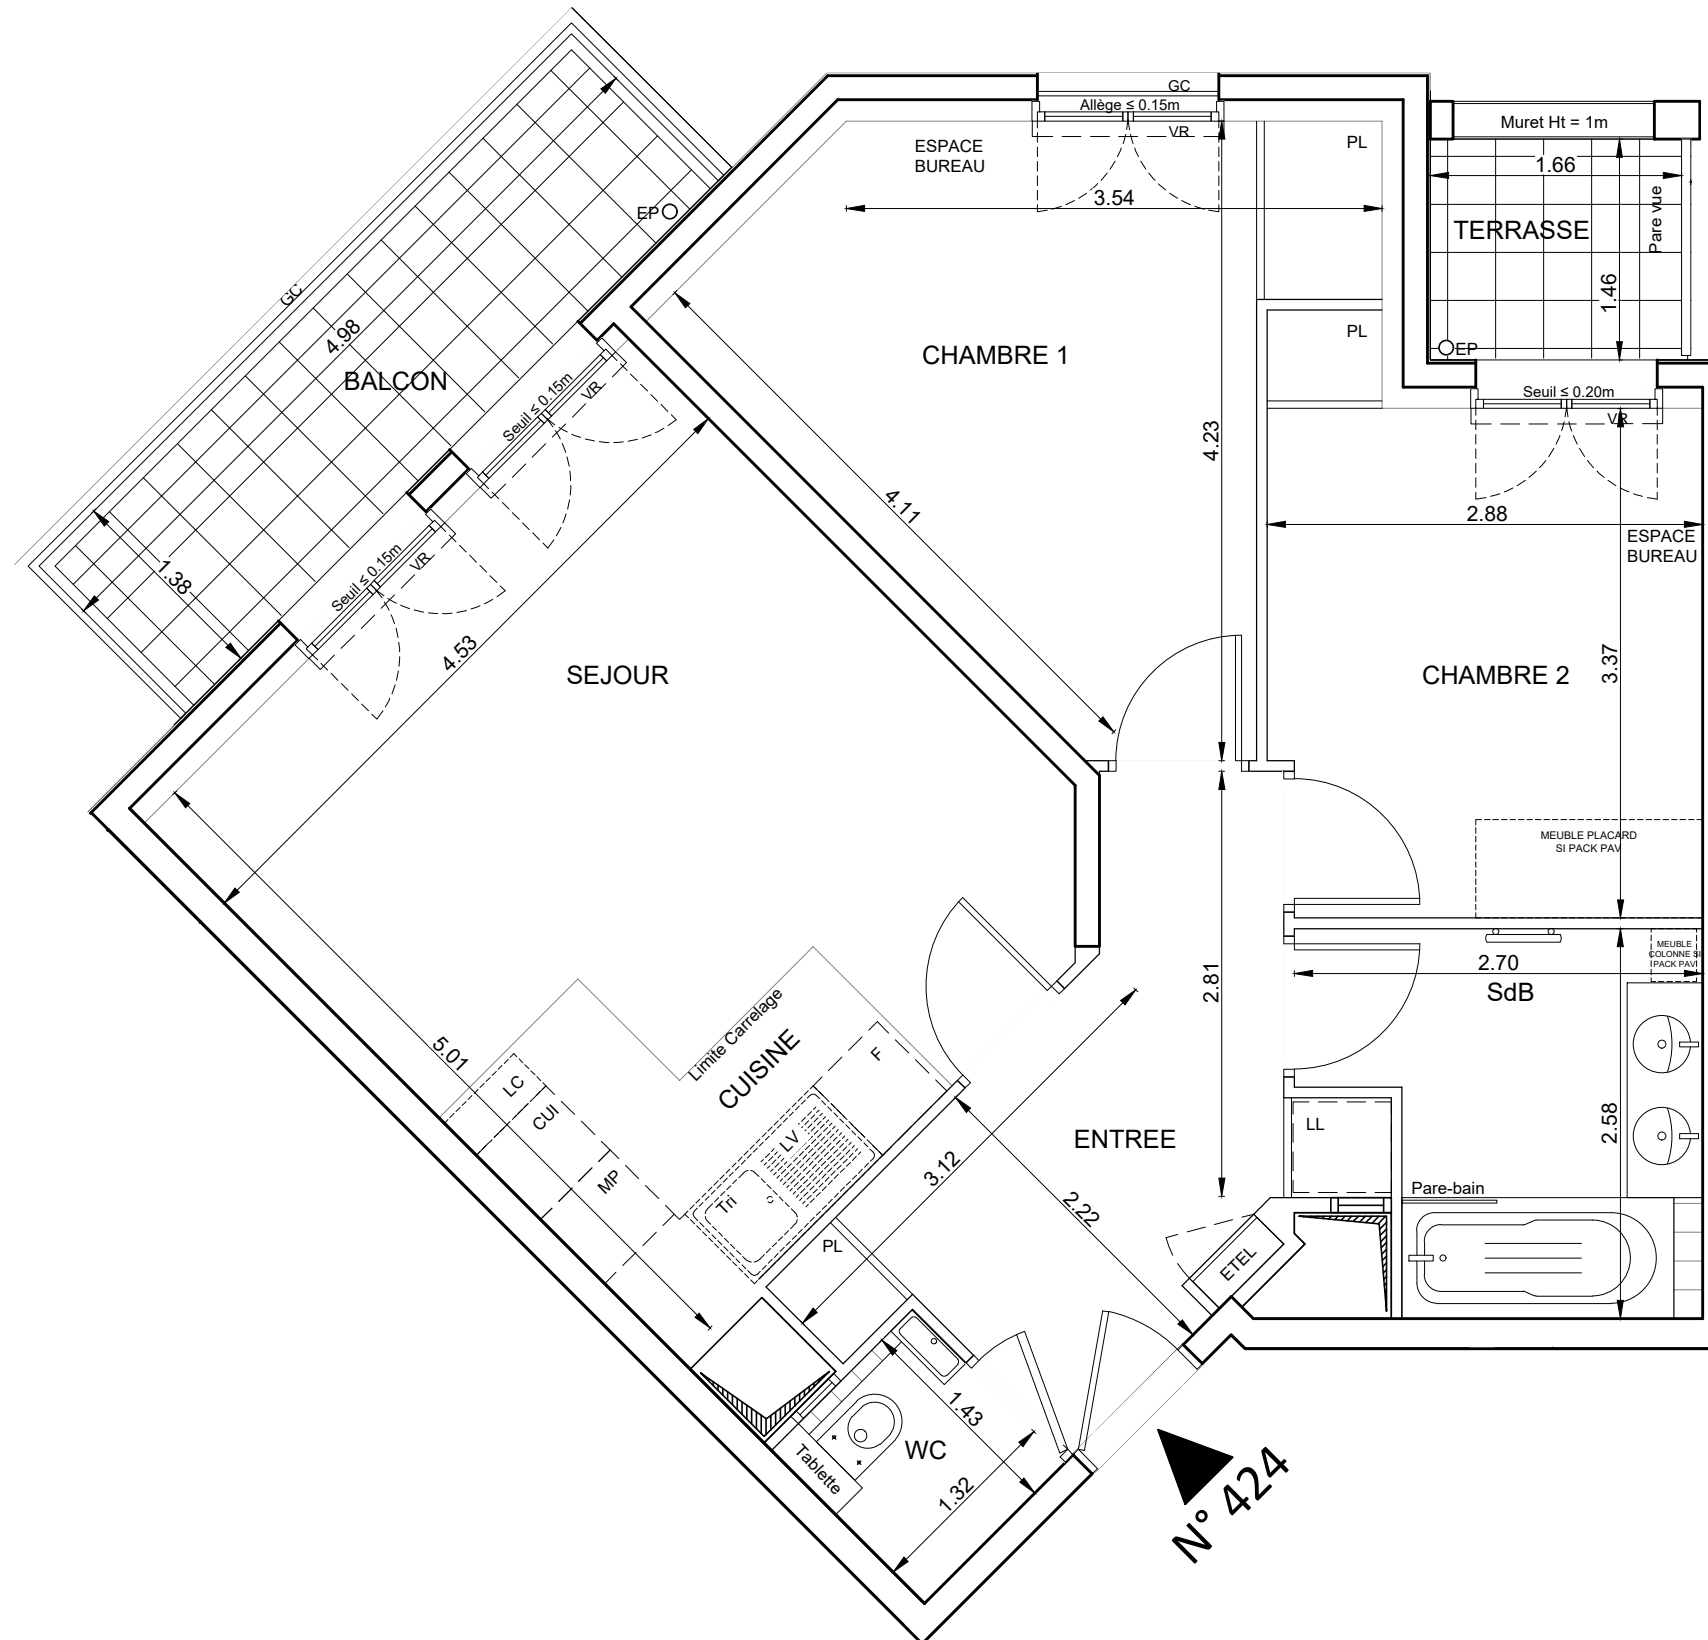 GC
Allège ≤ 0.15m
VR
ESPACE
BUREAU
PL
3.54
Muret Ht = 1m
1.66
Pare vue
TERRASSE
1.46
EP
EP
GC
4.98
BALCON
Seuil ≤ 0.15m
VR
CHAMBRE 1
PL
4.23
Seuil ≤ 0.20m
VR
4.11
2.88
ESPACE
BUREAU
1.38
Seuil ≤ 0.15m
VR
4.53
SEJOUR
CHAMBRE 2
3.37
MEUBLE PLACARD
SI PACK PAVI
MEUBLE
COLONNE SI
PACK PAVI
2.70
SdB
2.81
Limite Carrelage
CUISINE
F
5.01
LC
CUI
MP
LV
Tri
ENTREE
LL
2.58
3.12
2.22
Pare-bain
PL
ETEL
1.43
WC
Tablette
1.32
N° 424